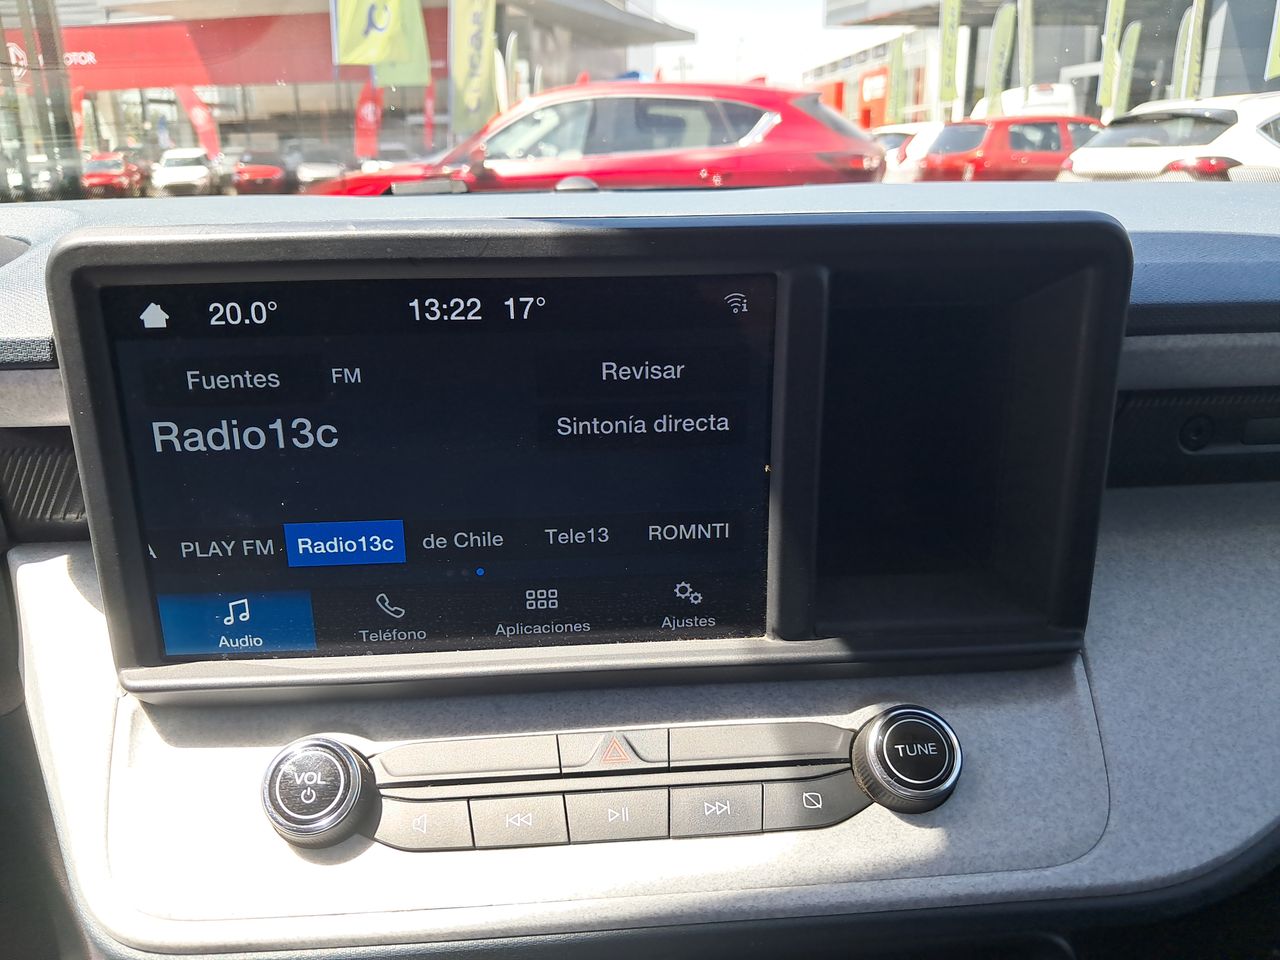 20.0° 13:22 17°
Fuentes FM Revisar
Radio13c Sintonía directa
PLAY FM Radio13c de Chile Tele13 ROMNTI
Audio Teléfono Aplicaciones Ajustes
VOL
TUNE